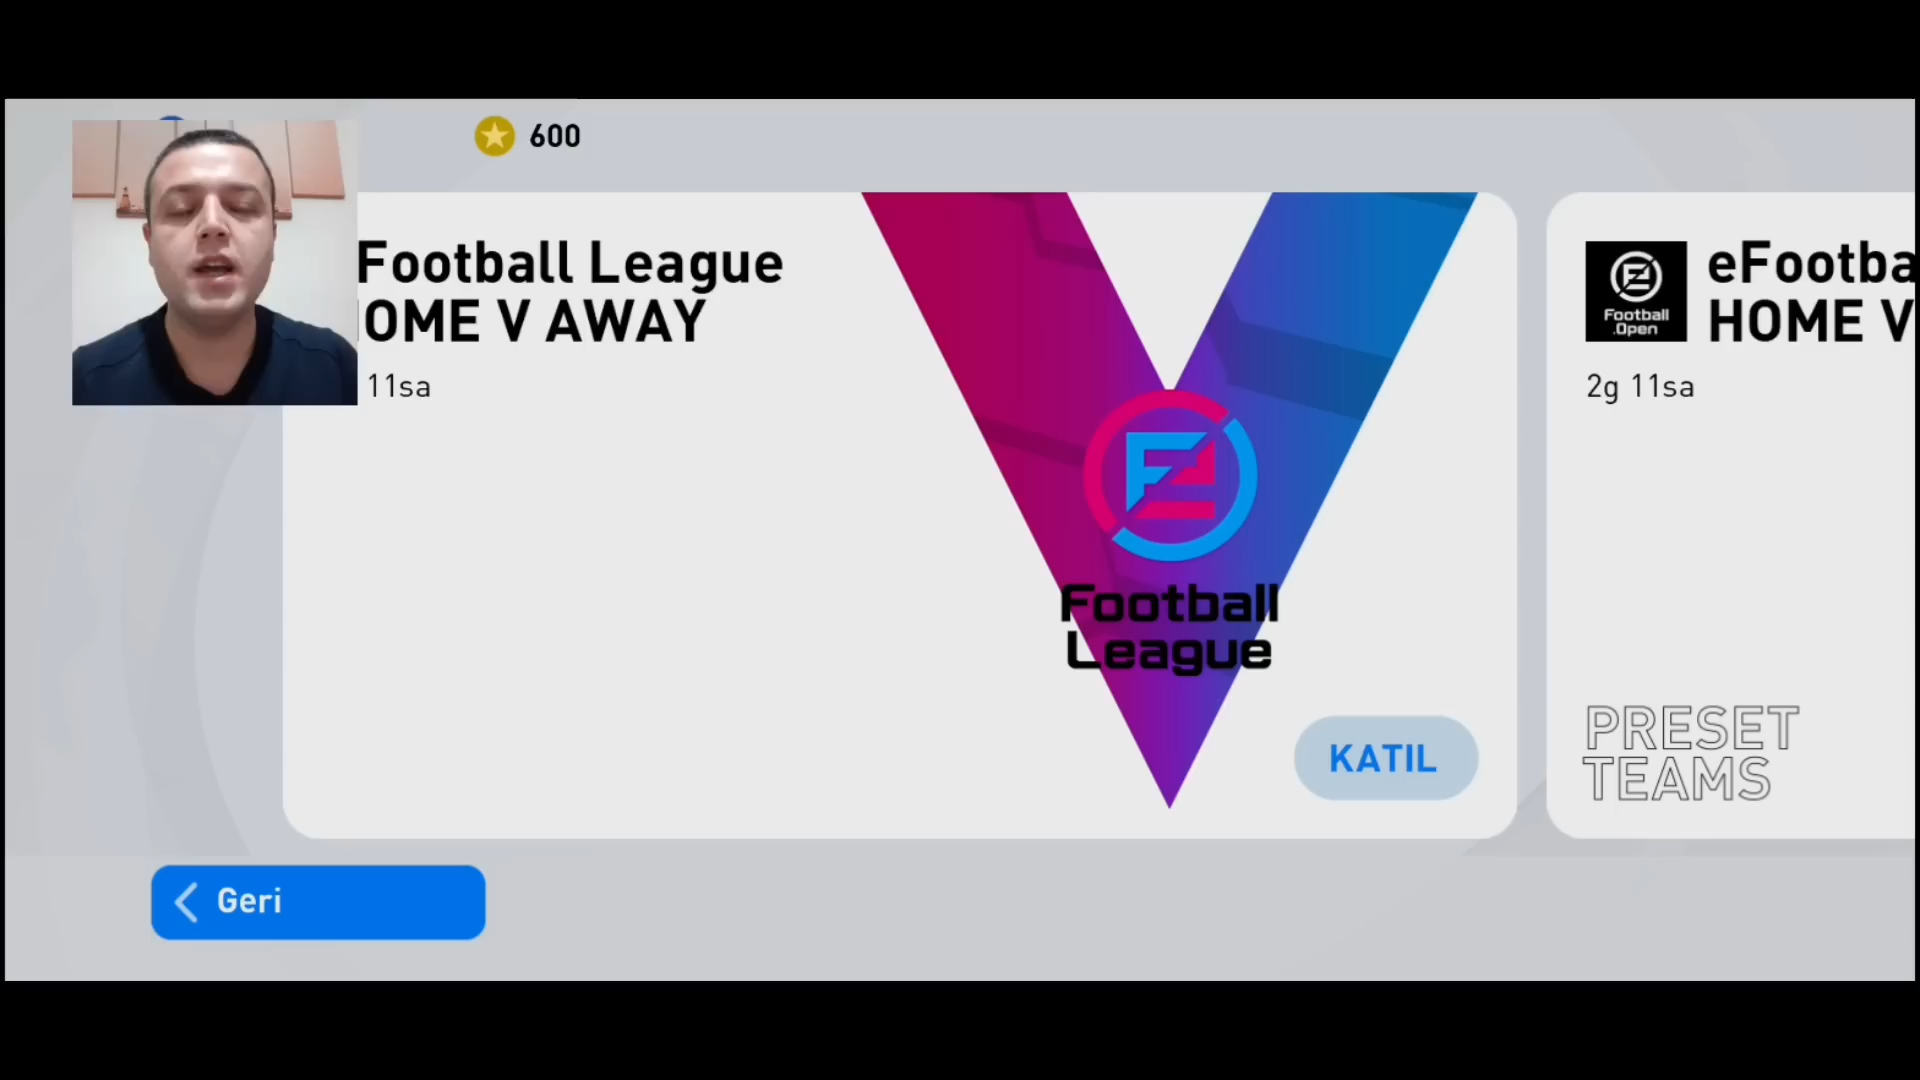 600
Football League
OME V AWAY
11sa
Football
League
KATIL
Football
.Open
eFootba
HOME V
2g 11sa
PRESET
TEAMS
Geri